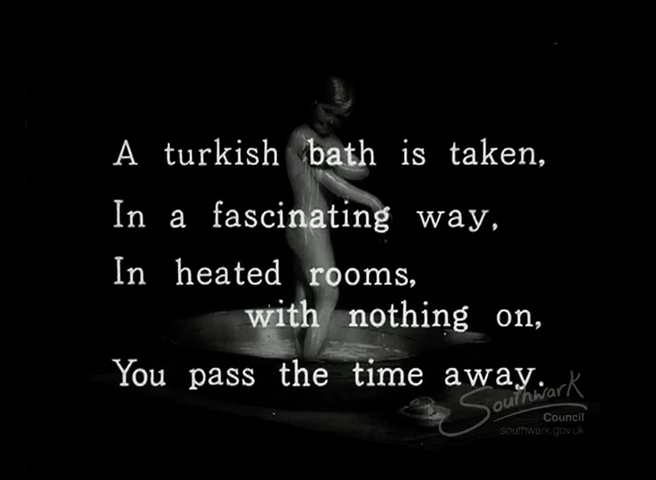 A turkish bath is taken,
In a fascinating way,
In heated rooms,
with nothing on,
You pass the time away.
Southwark
Council
southwark.gov.uk